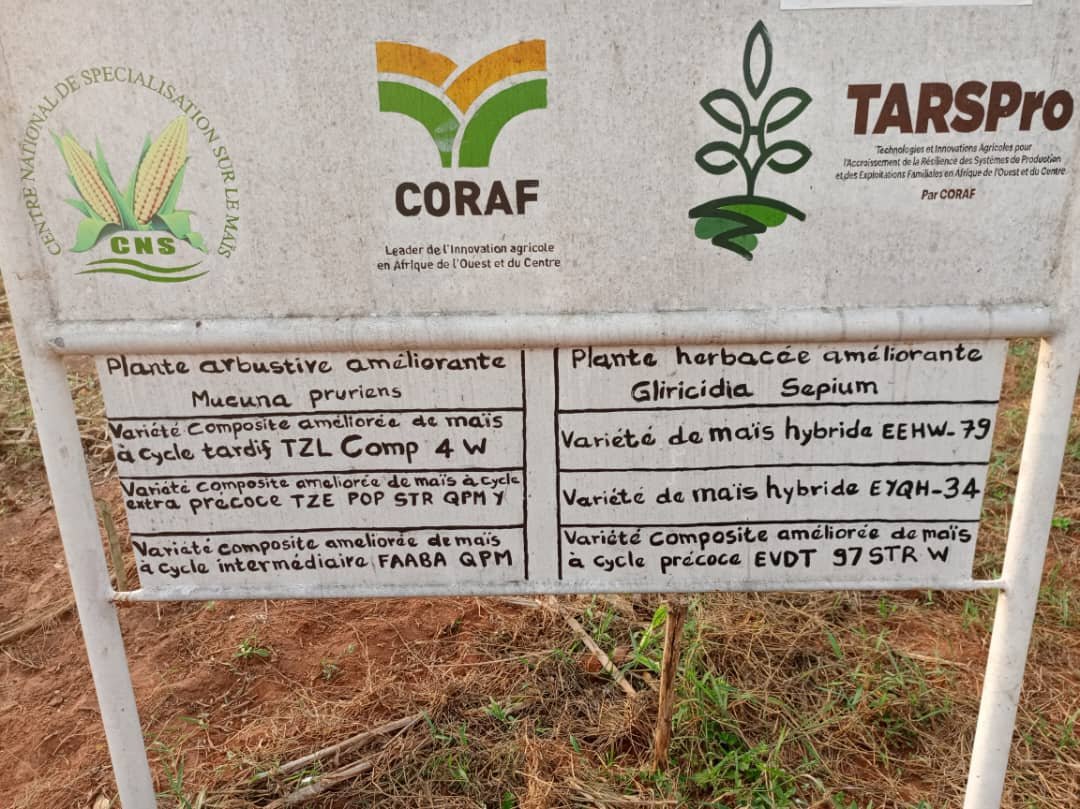 CENTRE NATIONAL DE SPECIALISATION SUR LE MAÏS
CNS
CORAF
Leader de l'Innovation agricole
en Afrique de l'Ouest et du Centre
TARSPro
Technologies et Innovations Agricoles pour
l'Accroissement de la Résilience des Systèmes de Production
et des Exploitations Familiales en Afrique de l'Ouest et du Centre.
Par CORAF
Plante arbustive améliorante
Mucuna pruriens
Variété Composite améliorée de maïs
à Cycle tardif TZL Comp 4 W
Variété Composite ameliorée de maïs à Cycle
extra précoce TZE POP STR QPM Y
Variété Composite ameliorée de maïs
à Cycle intermédiaire FAABA QPM
Plante herbacée améliorante
Gliricidia Sepium
Variété de maïs hybride EEHW-79
Variété de maïs hybride EYQH-34
Variété Composite améliorée de maïs
à Cycle précoce EVDT 97 STR W